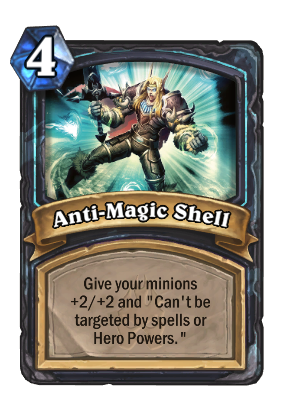 4
Anti-Magic Shell
Give your minions
+2/+2 and "Can't be
targeted by spells or
Hero Powers."